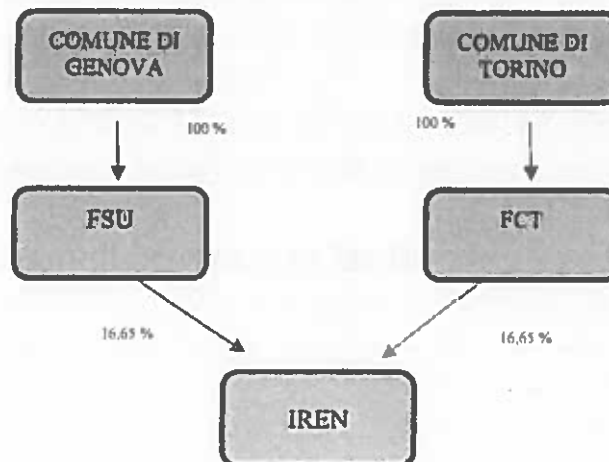 COMUNE DI
GENOVA
COMUNE DI
TORINO
100 %
100 %
FSU
FCT
16,65 %
16,65 %
IREN